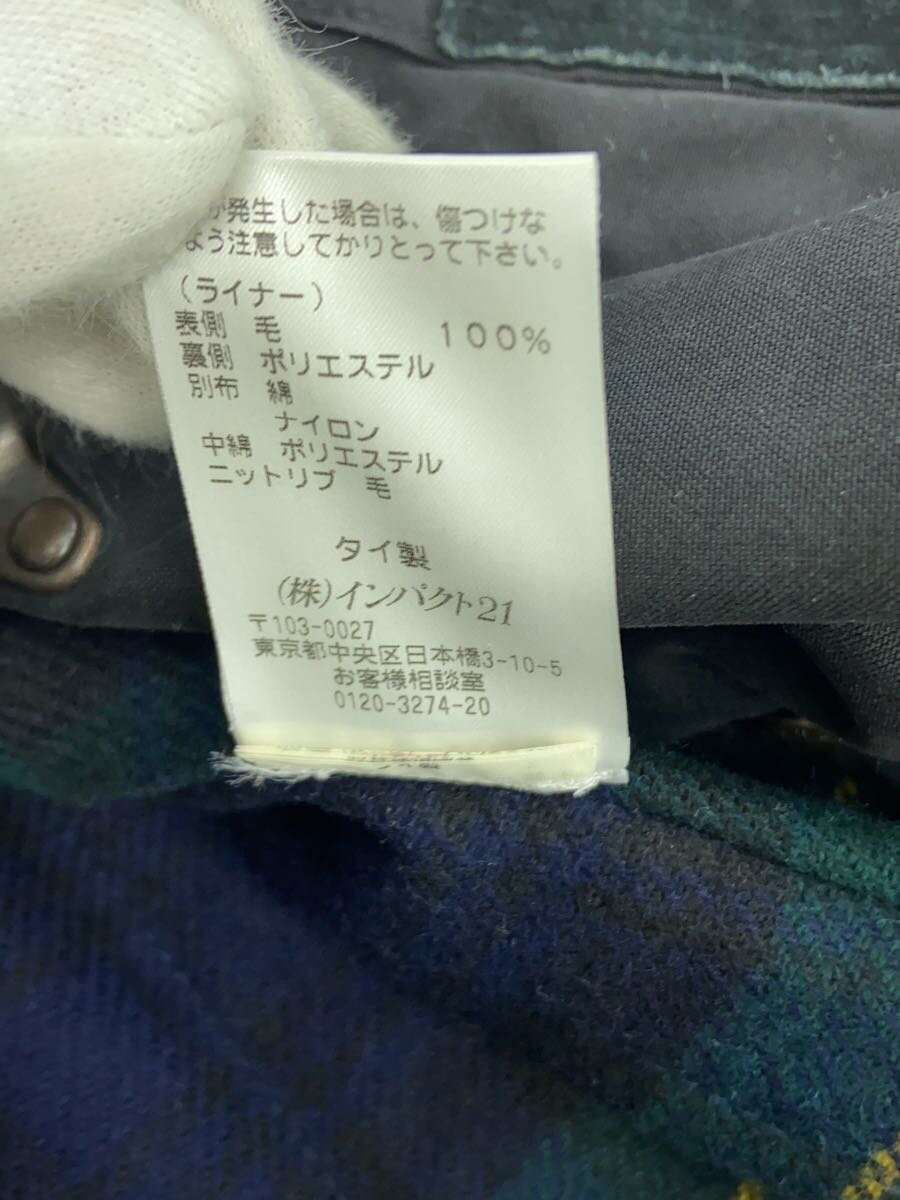 が発生した場合は、傷つけな
よう注意してかりとって下さい。
(ライナー)
表側 毛 100%
裏側 ポリエステル
別布 綿
ナイロン
中綿 ポリエステル
ニットリブ 毛
タイ製
(株)インパクト21
〒103-0027
東京都中央区日本橋3-10-5
お客様相談室
0120-3274-20